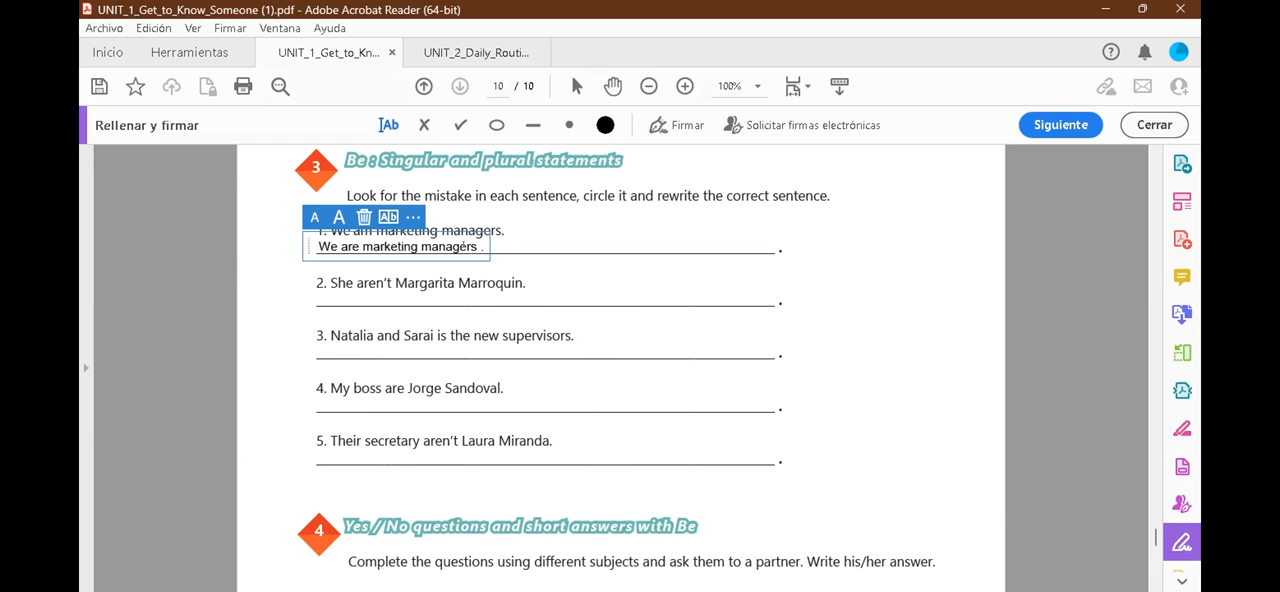 UNIT_1_Get_to_Know_Someone (1).pdf - Adobe Acrobat Reader (64-bit)
Archivo Edición Ver Firmar Ventana Ayuda
Inicio Herramientas UNIT_1_Get_to_Kn... × UNIT_2_Daily_Routi...
10 / 10 100%
Rellenar y firmar Ab Firmar Solicitar firmas electrónicas Siguiente Cerrar
3 Be : Singular and plural statements
Look for the mistake in each sentence, circle it and rewrite the correct sentence.
A A Ab ...
1. We am marketing managers.
We are marketing managers .
2. She aren't Margarita Marroquin.
3. Natalia and Sarai is the new supervisors.
4. My boss are Jorge Sandoval.
5. Their secretary aren't Laura Miranda.
4 Yes / No questions and short answers with Be
Complete the questions using different subjects and ask them to a partner. Write his/her answer.